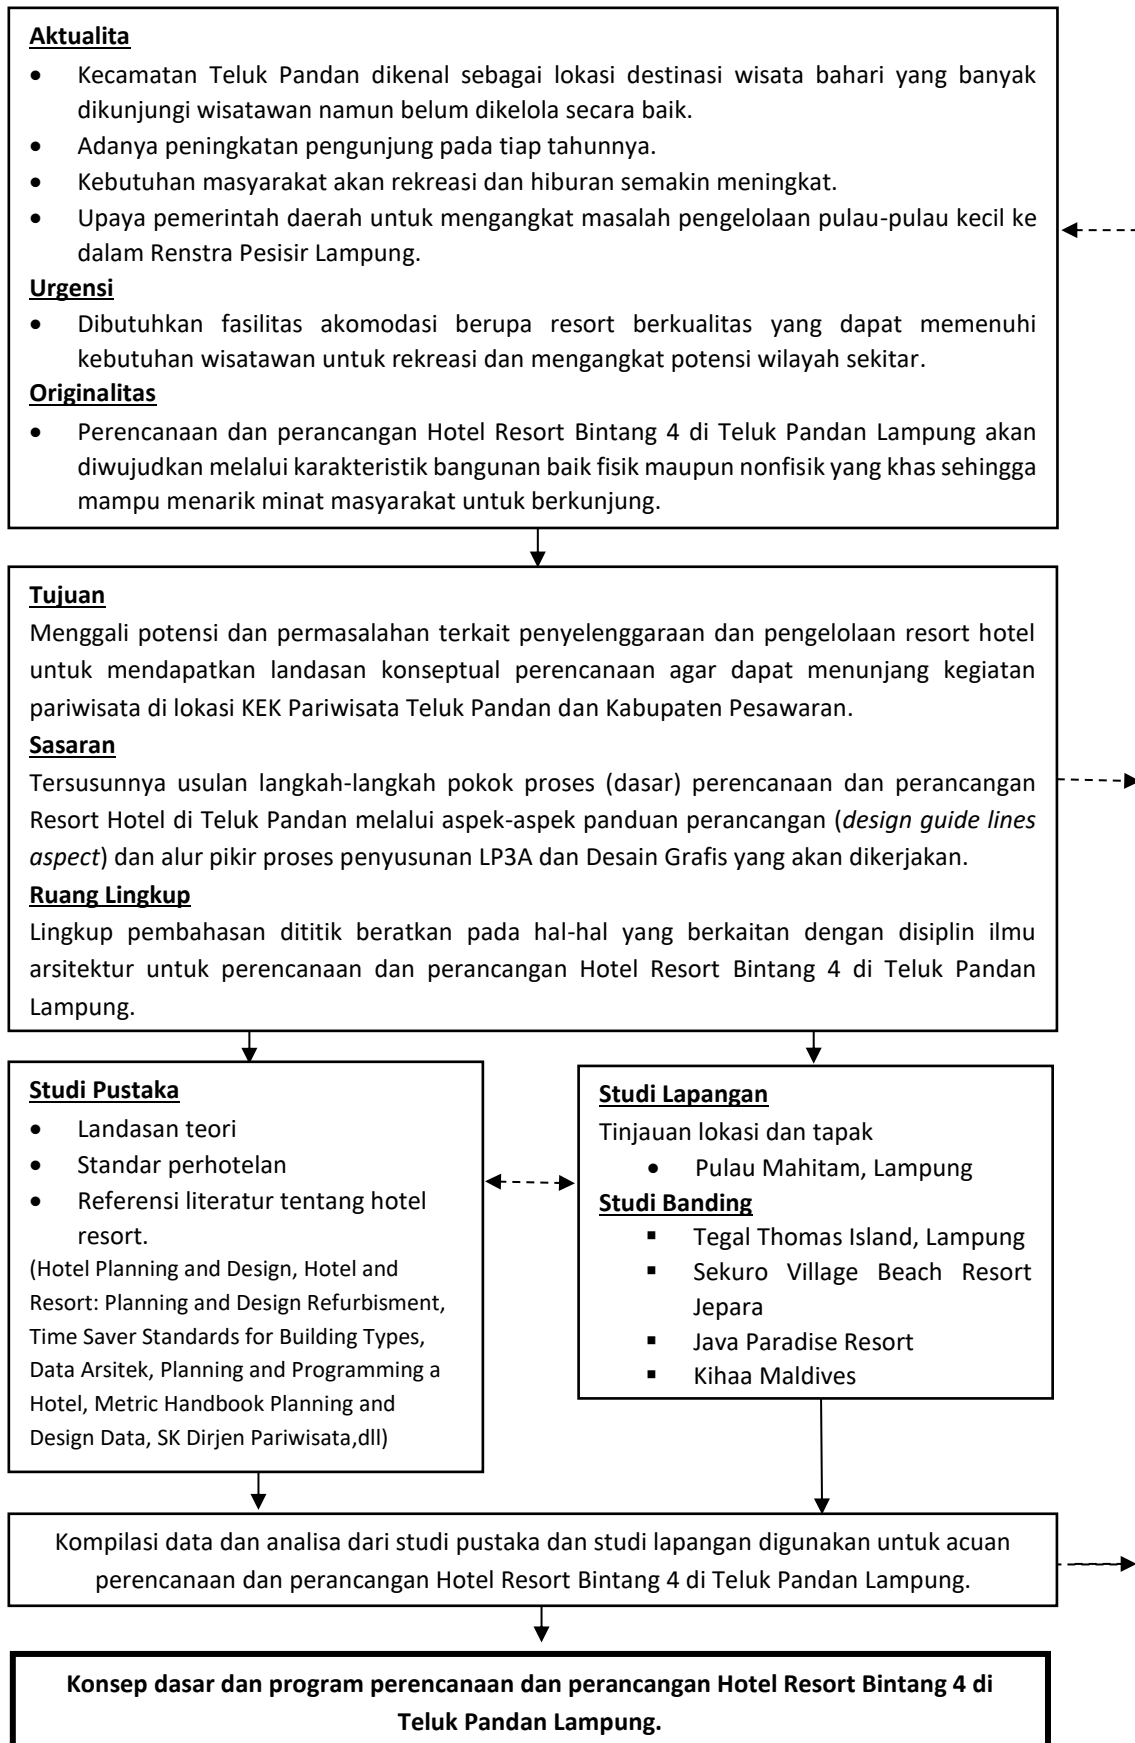 Aktualita
• Kecamatan Teluk Pandan dikenal sebagai lokasi destinasi wisata bahari yang banyak
dikunjungi wisatawan namun belum dikelola secara baik.
• Adanya peningkatan pengunjung pada tiap tahunnya.
• Kebutuhan masyarakat akan rekreasi dan hiburan semakin meningkat.
• Upaya pemerintah daerah untuk mengangkat masalah pengelolaan pulau-pulau kecil ke
dalam Renstra Pesisir Lampung.
Urgensi
• Dibutuhkan fasilitas akomodasi berupa resort berkualitas yang dapat memenuhi
kebutuhan wisatawan untuk rekreasi dan mengangkat potensi wilayah sekitar.
Originalitas
• Perencanaan dan perancangan Hotel Resort Bintang 4 di Teluk Pandan Lampung akan
diwujudkan melalui karakteristik bangunan baik fisik maupun nonfisik yang khas sehingga
mampu menarik minat masyarakat untuk berkunjung.
Tujuan
Menggali potensi dan permasalahan terkait penyelenggaraan dan pengelolaan resort hotel
untuk mendapatkan landasan konseptual perencanaan agar dapat menunjang kegiatan
pariwisata di lokasi KEK Pariwisata Teluk Pandan dan Kabupaten Pesawaran.
Sasaran
Tersusunnya usulan langkah-langkah pokok proses (dasar) perencanaan dan perancangan
Resort Hotel di Teluk Pandan melalui aspek-aspek panduan perancangan (design guide lines
aspect) dan alur pikir proses penyusunan LP3A dan Desain Grafis yang akan dikerjakan.
Ruang Lingkup
Lingkup pembahasan dititik beratkan pada hal-hal yang berkaitan dengan disiplin ilmu
arsitektur untuk perencanaan dan perancangan Hotel Resort Bintang 4 di Teluk Pandan
Lampung.
Studi Pustaka
• Landasan teori
• Standar perhotelan
• Referensi literatur tentang hotel
resort.
(Hotel Planning and Design, Hotel and
Resort: Planning and Design Refurbisment,
Time Saver Standards for Building Types,
Data Arsitek, Planning and Programming a
Hotel, Metric Handbook Planning and
Design Data, SK Dirjen Pariwisata,dll)
Studi Lapangan
Tinjauan lokasi dan tapak
• Pulau Mahitam, Lampung
Studi Banding
▪ Tegal Thomas Island, Lampung
▪ Sekuro Village Beach Resort
Jepara
▪ Java Paradise Resort
▪ Kihaa Maldives
Kompilasi data dan analisa dari studi pustaka dan studi lapangan digunakan untuk acuan
perencanaan dan perancangan Hotel Resort Bintang 4 di Teluk Pandan Lampung.
Konsep dasar dan program perencanaan dan perancangan Hotel Resort Bintang 4 di
Teluk Pandan Lampung.